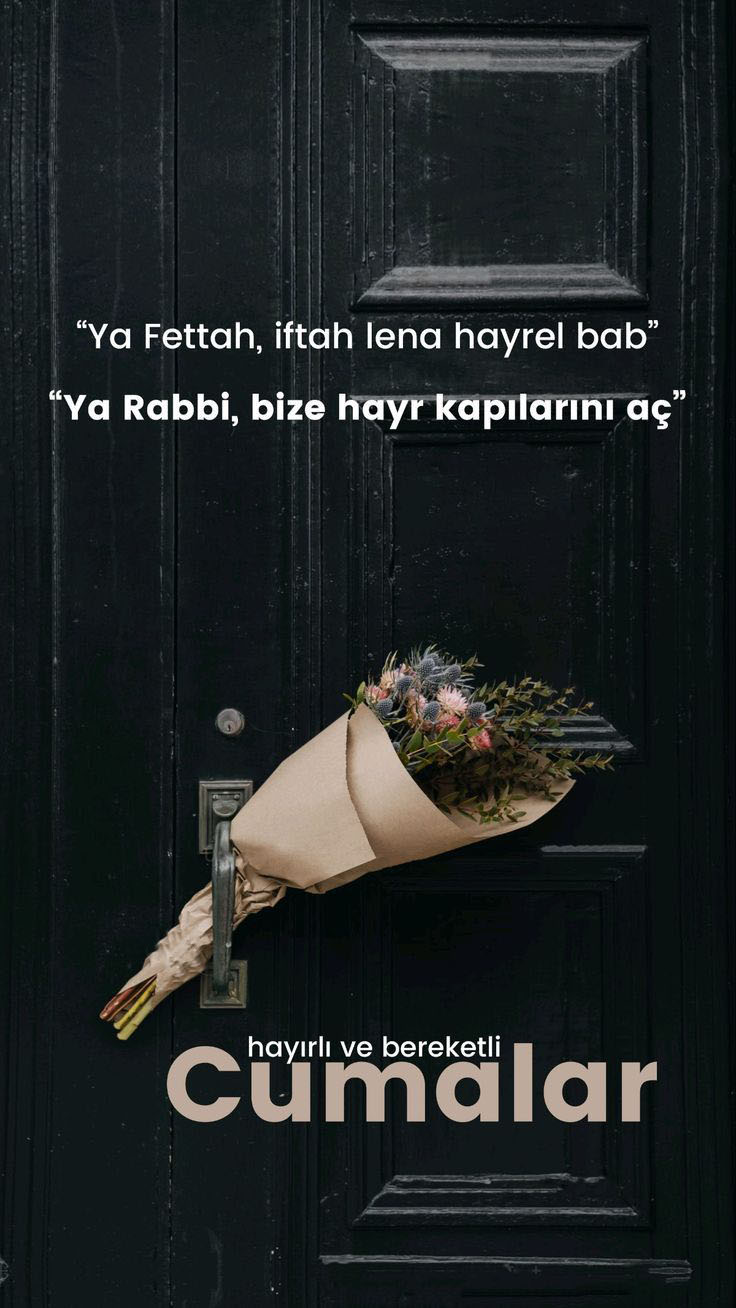 “Ya Fettah, iftah lena hayrel bab”
“Ya Rabbi, bize hayr kapılarını aç”
hayırlı ve bereketli
Cumalar